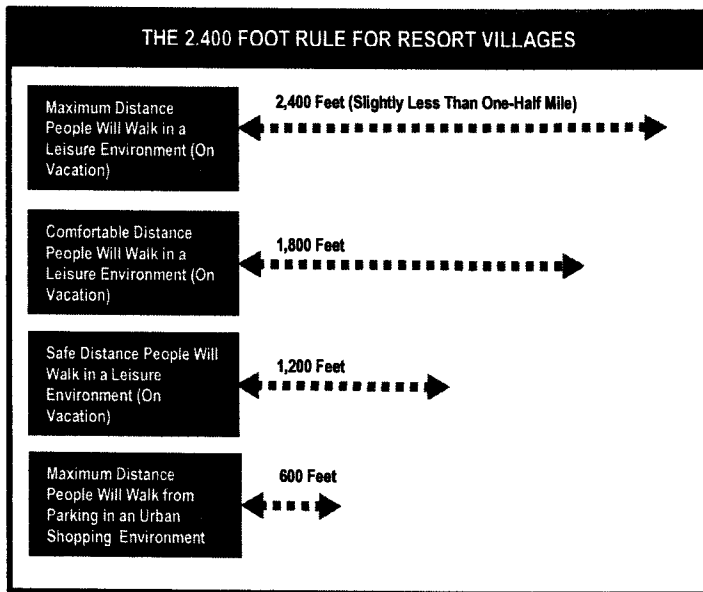 THE 2.400 FOOT RULE FOR RESORT VILLAGES
Maximum Distance
People Will Walk in a
Leisure Environment (On
Vacation)
2,400 Feet (Slightly Less Than One-Half Mile)
Comfortable Distance
People Will Walk in a
Leisure Environment (On
Vacation)
1,800 Feet
Safe Distance People Will
Walk in a Leisure
Environment (On
Vacation)
1,200 Feet
Maximum Distance
People Will Walk from
Parking in an Urban
Shopping Environment
600 Feet